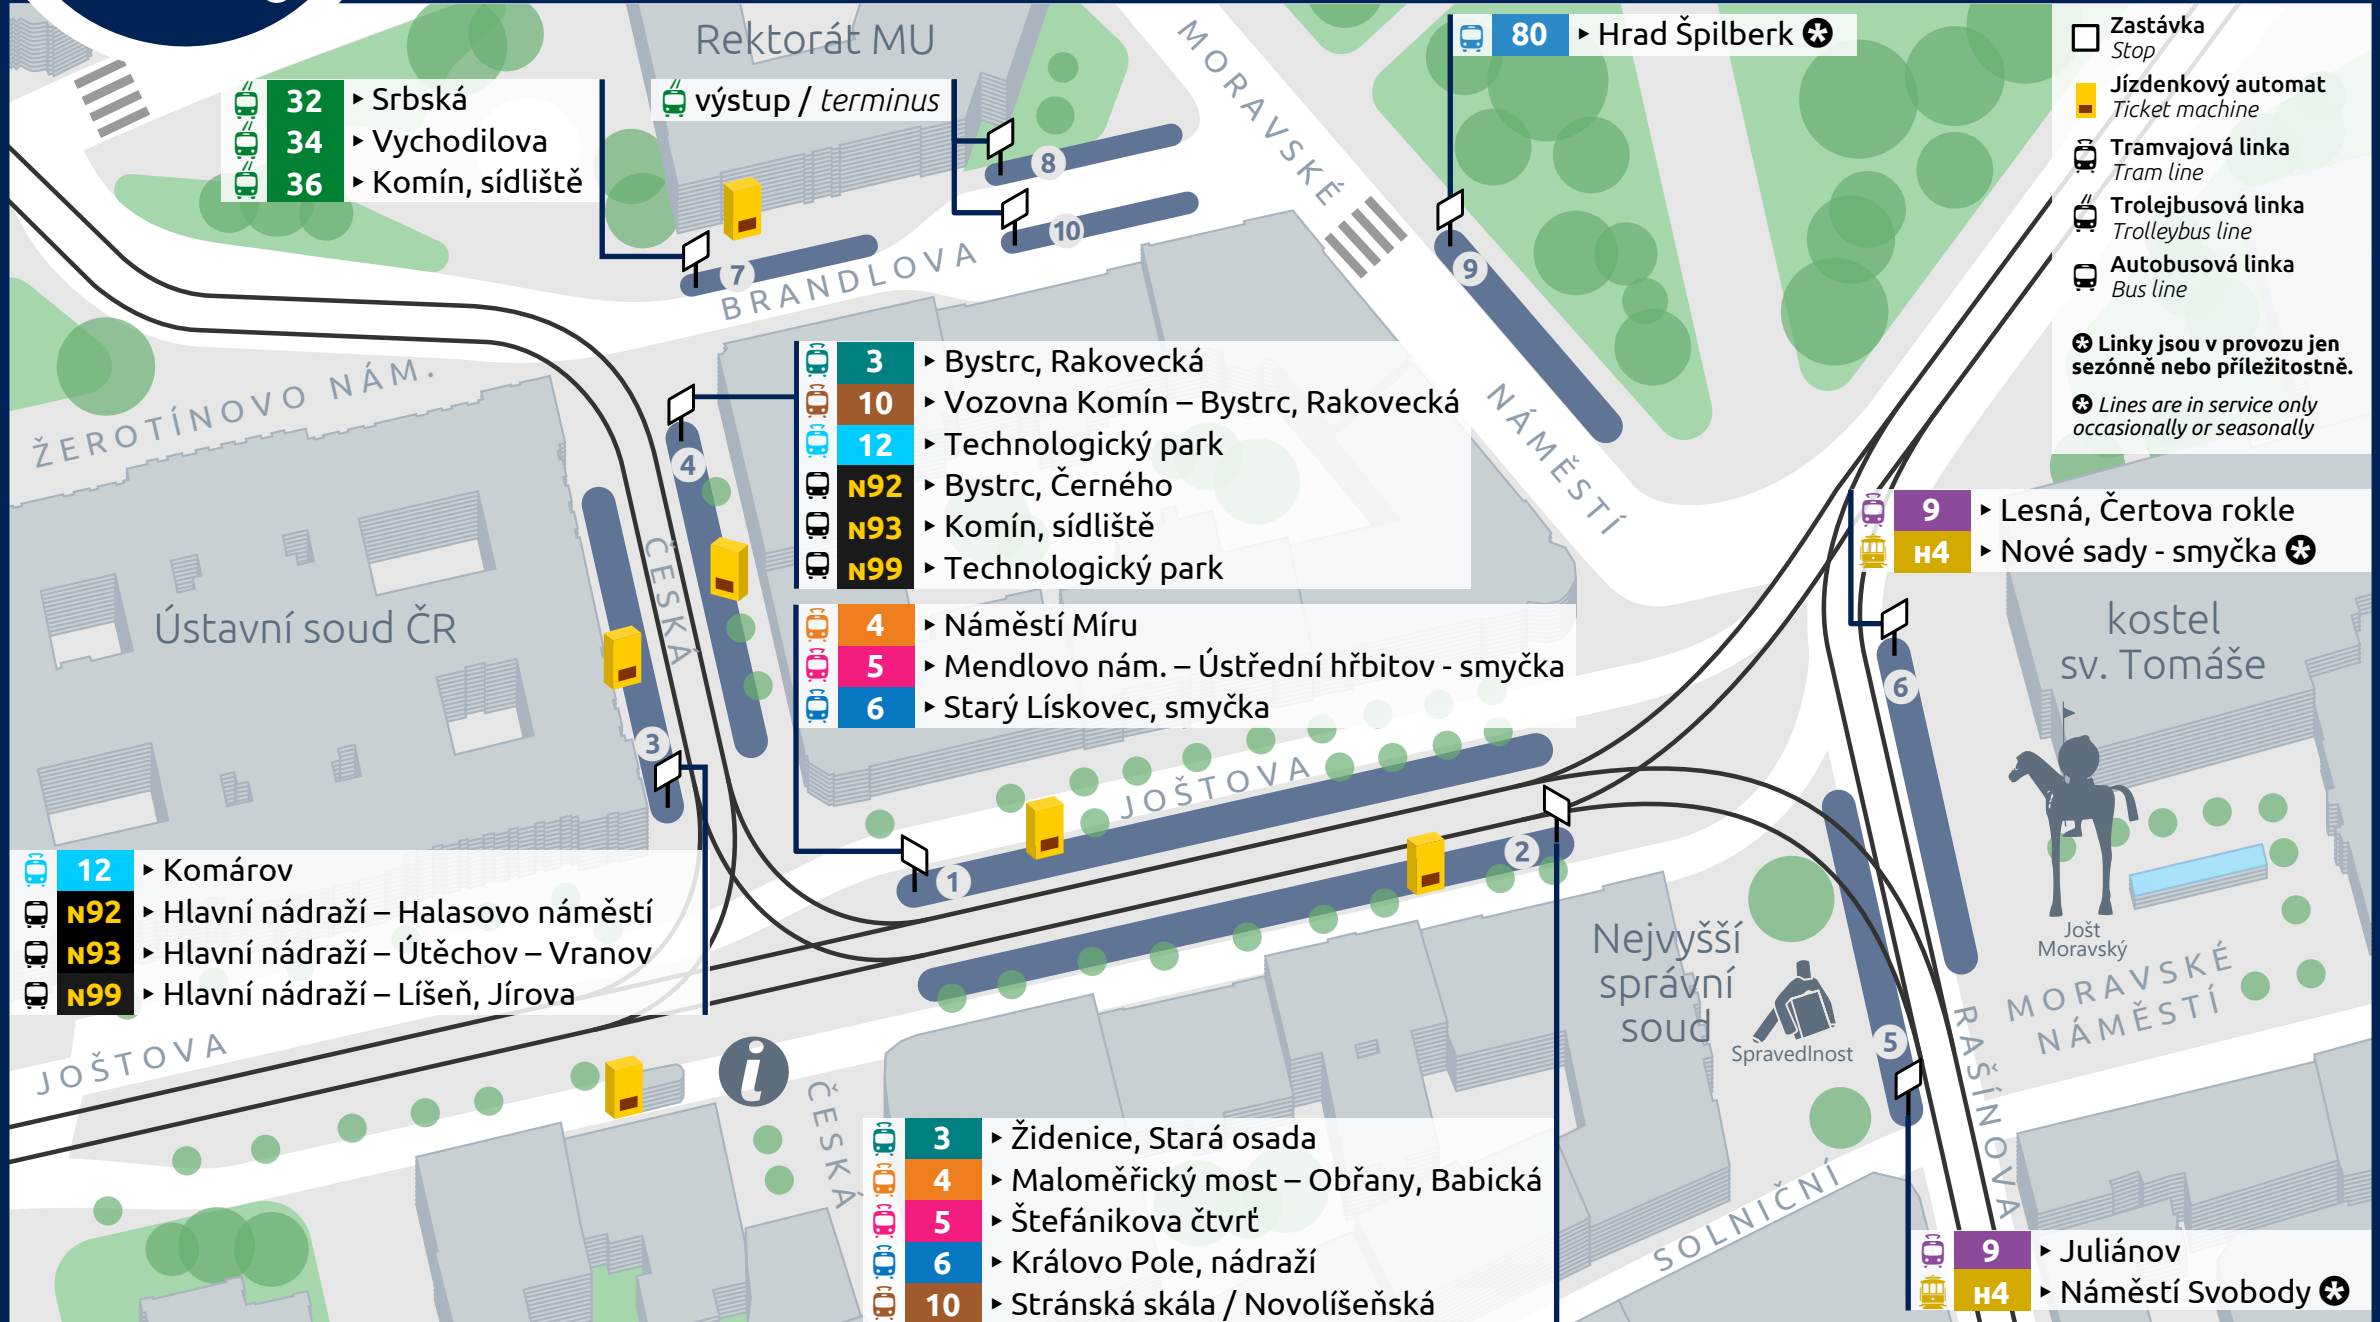 Rektorát MU
MORAVSKÉ
NÁMĚSTÍ
80 ▸ Hrad Špilberk
Zastávka
Stop
Jízdenkový automat
Ticket machine
Tramvajová linka
Tram line
Trolejbusová linka
Trolleybus line
Autobusová linka
Bus line
Linky jsou v provozu jen
sezónně nebo příležitostně.
Lines are in service only
occasionally or seasonally
32 ▸ Srbská
34 ▸ Vychodilova
36 ▸ Komín, sídliště
výstup / terminus
8
10
7
9
BRANDLOVA
ŽEROTÍNOVO NÁM.
3 ▸ Bystrc, Rakovecká
10 ▸ Vozovna Komín – Bystrc, Rakovecká
12 ▸ Technologický park
N92 ▸ Bystrc, Černého
N93 ▸ Komín, sídliště
N99 ▸ Technologický park
4
ČESKÁ
9 ▸ Lesná, Čertova rokle
H4 ▸ Nové sady - smyčka
Ústavní soud ČR
4 ▸ Náměstí Míru
5 ▸ Mendlovo nám. – Ústřední hřbitov - smyčka
6 ▸ Starý Lískovec, smyčka
kostel
sv. Tomáše
6
3
JOŠTOVA
1
2
12 ▸ Komárov
N92 ▸ Hlavní nádraží – Halasovo náměstí
N93 ▸ Hlavní nádraží – Útěchov – Vranov
N99 ▸ Hlavní nádraží – Líšeň, Jírova
Nejvyšší
správní
soud
Jošt
Moravský
MORAVSKÉ
NÁMĚSTÍ
Spravedlnost
5
RAŠÍNOVA
JOŠTOVA
i
ČESKÁ
SOLNIČNÍ
3 ▸ Židenice, Stará osada
4 ▸ Maloměřický most – Obřany, Babická
5 ▸ Štefánikova čtvrť
6 ▸ Královo Pole, nádraží
10 ▸ Stránská skála / Novolíšeňská
9 ▸ Juliánov
H4 ▸ Náměstí Svobody